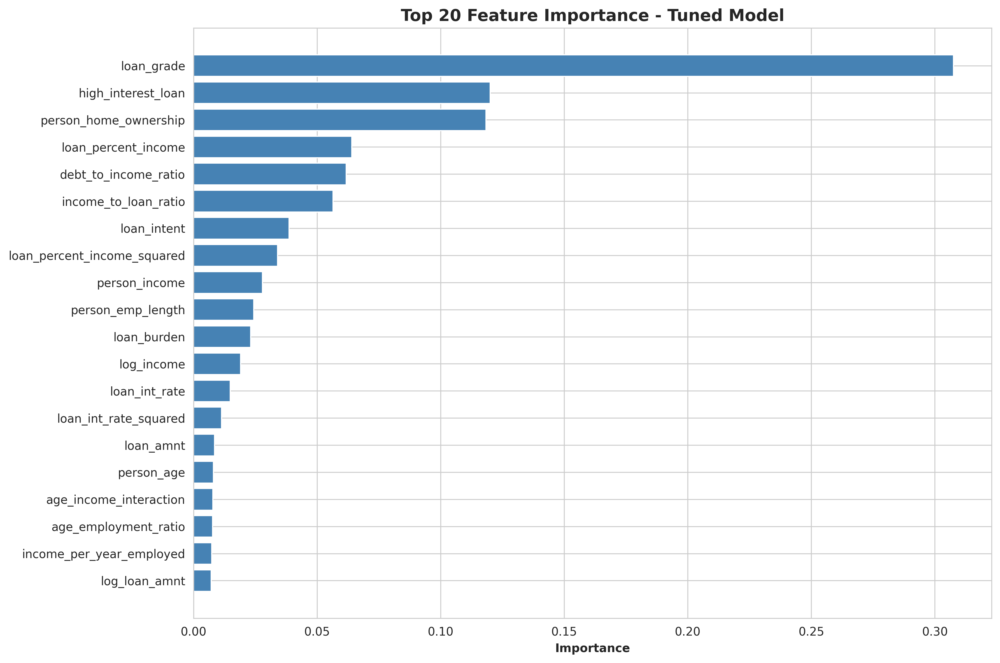 Top 20 Feature Importance - Tuned Model
loan_grade
high_interest_loan
person_home_ownership
loan_percent_income
debt_to_income_ratio
income_to_loan_ratio
loan_intent
loan_percent_income_squared
person_income
person_emp_length
loan_burden
log_income
loan_int_rate
loan_int_rate_squared
loan_amnt
person_age
age_income_interaction
age_employment_ratio
income_per_year_employed
log_loan_amnt
0.00 0.05 0.10 0.15 0.20 0.25 0.30
Importance